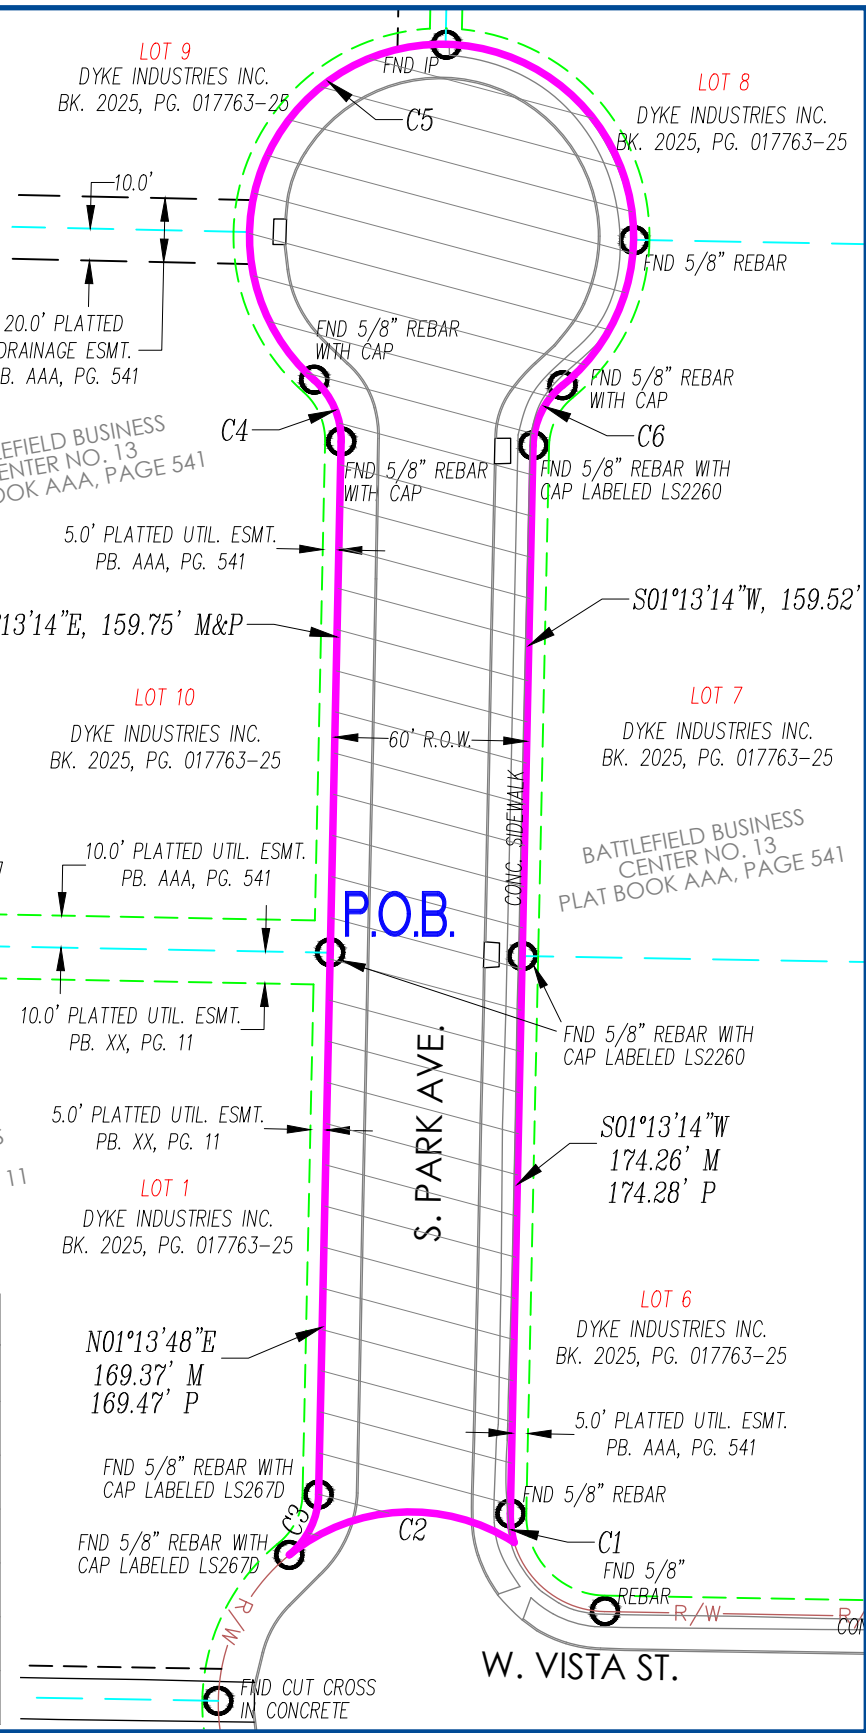 LOT 9
DYKE INDUSTRIES INC.
BK. 2025, PG. 017763-25
FND IP
C5
LOT 8
DYKE INDUSTRIES INC.
BK. 2025, PG. 017763-25
10.0'
FND 5/8" REBAR
20.0' PLATTED
DRAINAGE ESMT.
B. AAA, PG. 541
FND 5/8" REBAR
WITH CAP
FND 5/8" REBAR
WITH CAP
C4
C6
LEFIELD BUSINESS
ENTER NO. 13
OOK AAA, PAGE 541
FND 5/8" REBAR
WITH CAP
FND 5/8" REBAR WITH
CAP LABELED LS2260
5.0' PLATTED UTIL. ESMT.
PB. AAA, PG. 541
13'14"E, 159.75' M&P
S01°13'14"W, 159.52'
LOT 10
DYKE INDUSTRIES INC.
BK. 2025, PG. 017763-25
LOT 7
DYKE INDUSTRIES INC.
BK. 2025, PG. 017763-25
60' R.O.W.
CONC. SIDEWALK
BATTLEFIELD BUSINESS
CENTER NO. 13
PLAT BOOK AAA, PAGE 541
10.0' PLATTED UTIL. ESMT.
PB. AAA, PG. 541
P.O.B.
10.0' PLATTED UTIL. ESMT.
PB. XX, PG. 11
FND 5/8" REBAR WITH
CAP LABELED LS2260
S. PARK AVE.
5.0' PLATTED UTIL. ESMT.
PB. XX, PG. 11
11
S01°13'14"W
174.26' M
174.28' P
LOT 1
DYKE INDUSTRIES INC.
BK. 2025, PG. 017763-25
LOT 6
DYKE INDUSTRIES INC.
BK. 2025, PG. 017763-25
N01°13'48"E
169.37' M
169.47' P
5.0' PLATTED UTIL. ESMT.
PB. AAA, PG. 541
FND 5/8" REBAR WITH
CAP LABELED LS267D
FND 5/8" REBAR
C3
C2
C1
FND 5/8" REBAR WITH
CAP LABELED LS267D
FND 5/8"
REBAR
R/W
R/W
R/
CON
W. VISTA ST.
FND CUT CROSS
IN CONCRETE